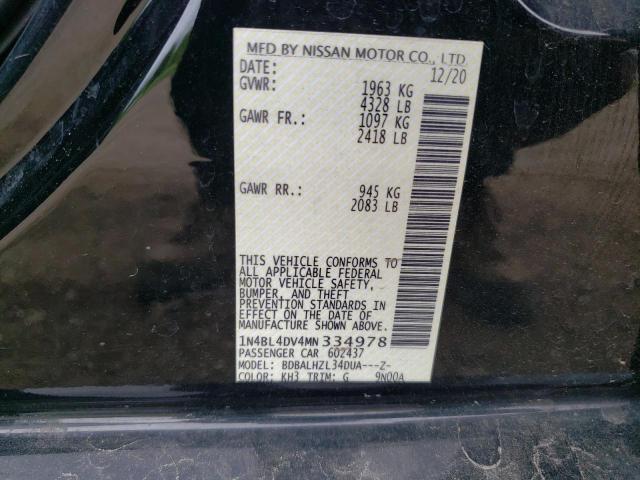 MFD BY NISSAN MOTOR CO., LTD
DATE: 12/20
GVWR: 1963 KG
4328 LB
GAWR FR.: 1097 KG
2418 LB
GAWR RR.: 945 KG
2083 LB
THIS VEHICLE CONFORMS TO
ALL APPLICABLE FEDERAL
MOTOR VEHICLE SAFETY,
BUMPER, AND THEFT
PREVENTION STANDARDS IN
EFFECT ON THE DATE OF
MANUFACTURE SHOWN ABOVE.
1N4BL4DV4MN334978
PASSENGER CAR 602437
MODEL: BDBALHZL34DUA---Z-
COLOR: KH3 TRIM: G 9N00A